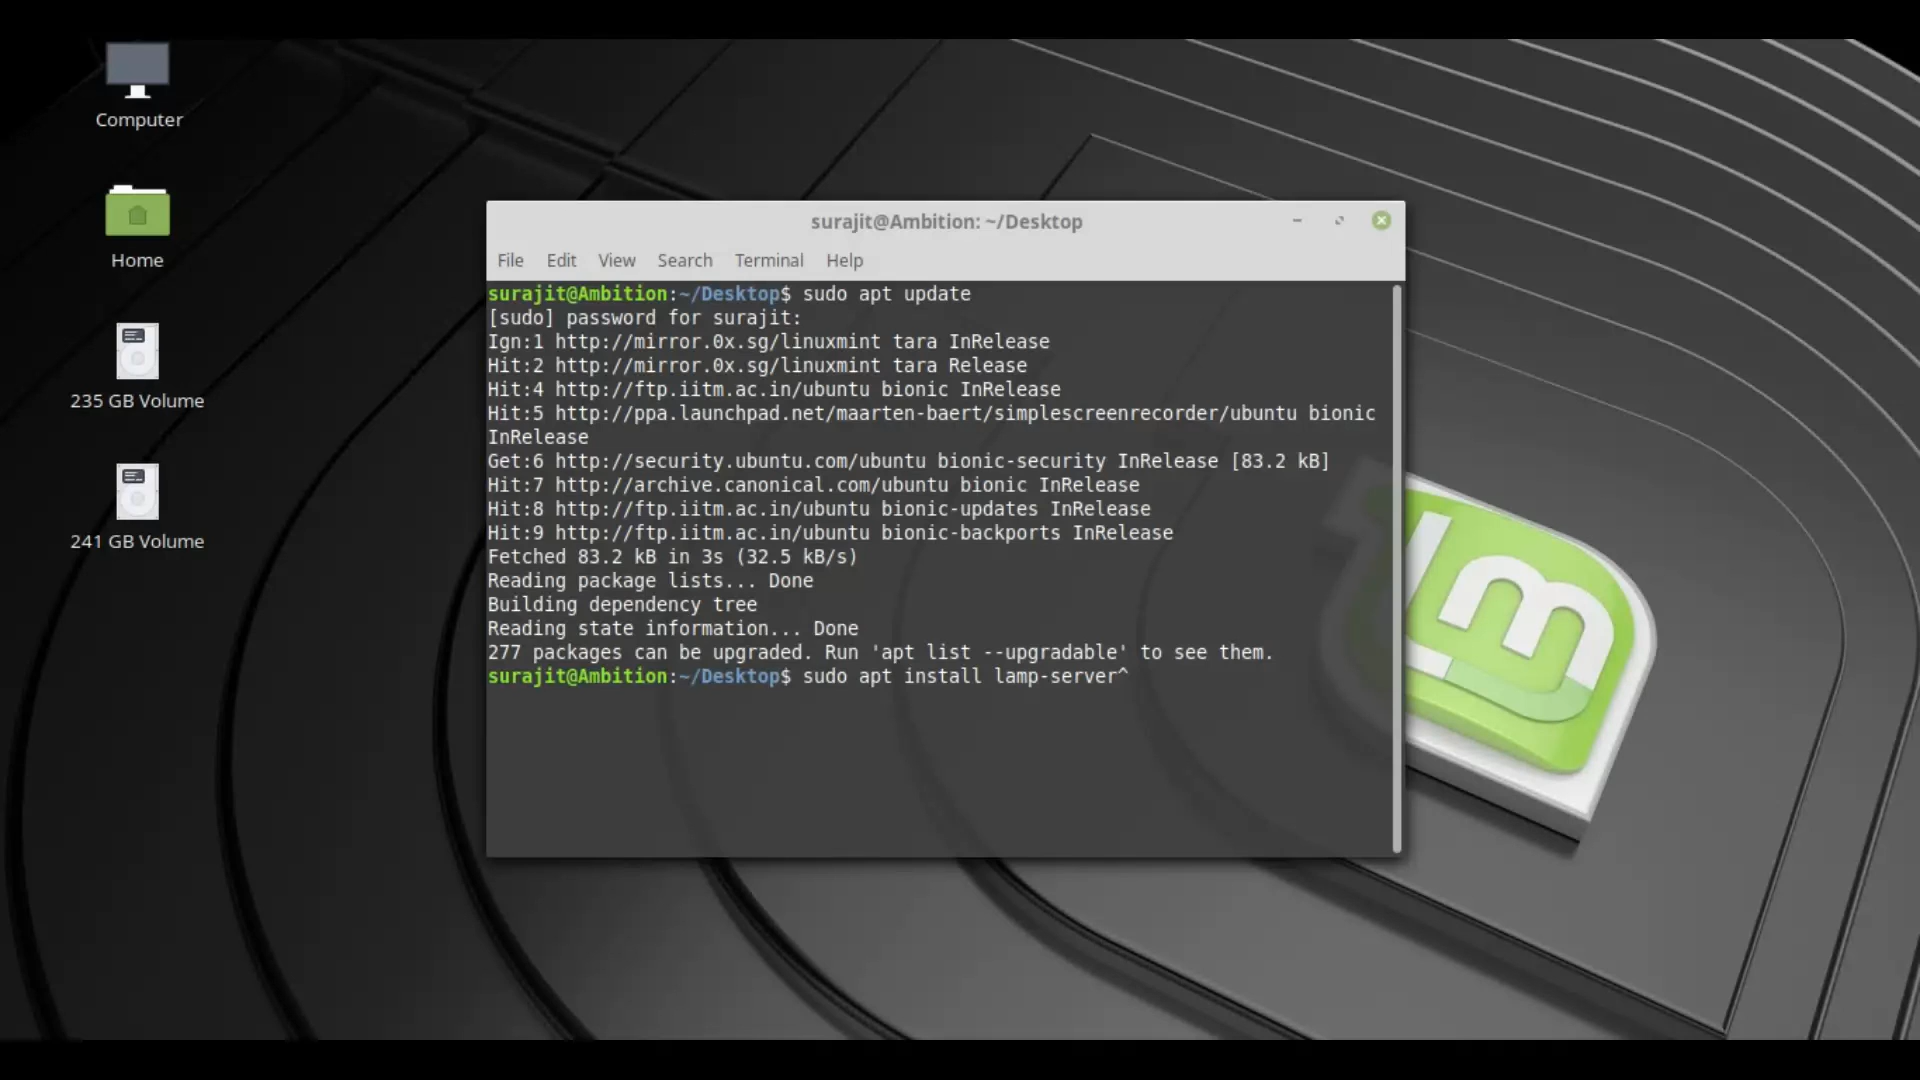 Computer
Home
235 GB Volume
241 GB Volume
surajit@Ambition: ~/Desktop
File Edit View Search Terminal Help
surajit@Ambition:~/Desktop$ sudo apt update
[sudo] password for surajit:
Ign:1 http://mirror.0x.sg/linuxmint tara InRelease
Hit:2 http://mirror.0x.sg/linuxmint tara Release
Hit:4 http://ftp.iitm.ac.in/ubuntu bionic InRelease
Hit:5 http://ppa.launchpad.net/maarten-baert/simplescreenrecorder/ubuntu bionic
InRelease
Get:6 http://security.ubuntu.com/ubuntu bionic-security InRelease [83.2 kB]
Hit:7 http://archive.canonical.com/ubuntu bionic InRelease
Hit:8 http://ftp.iitm.ac.in/ubuntu bionic-updates InRelease
Hit:9 http://ftp.iitm.ac.in/ubuntu bionic-backports InRelease
Fetched 83.2 kB in 3s (32.5 kB/s)
Reading package lists... Done
Building dependency tree
Reading state information... Done
277 packages can be upgraded. Run 'apt list --upgradable' to see them.
surajit@Ambition:~/Desktop$ sudo apt install lamp-server^